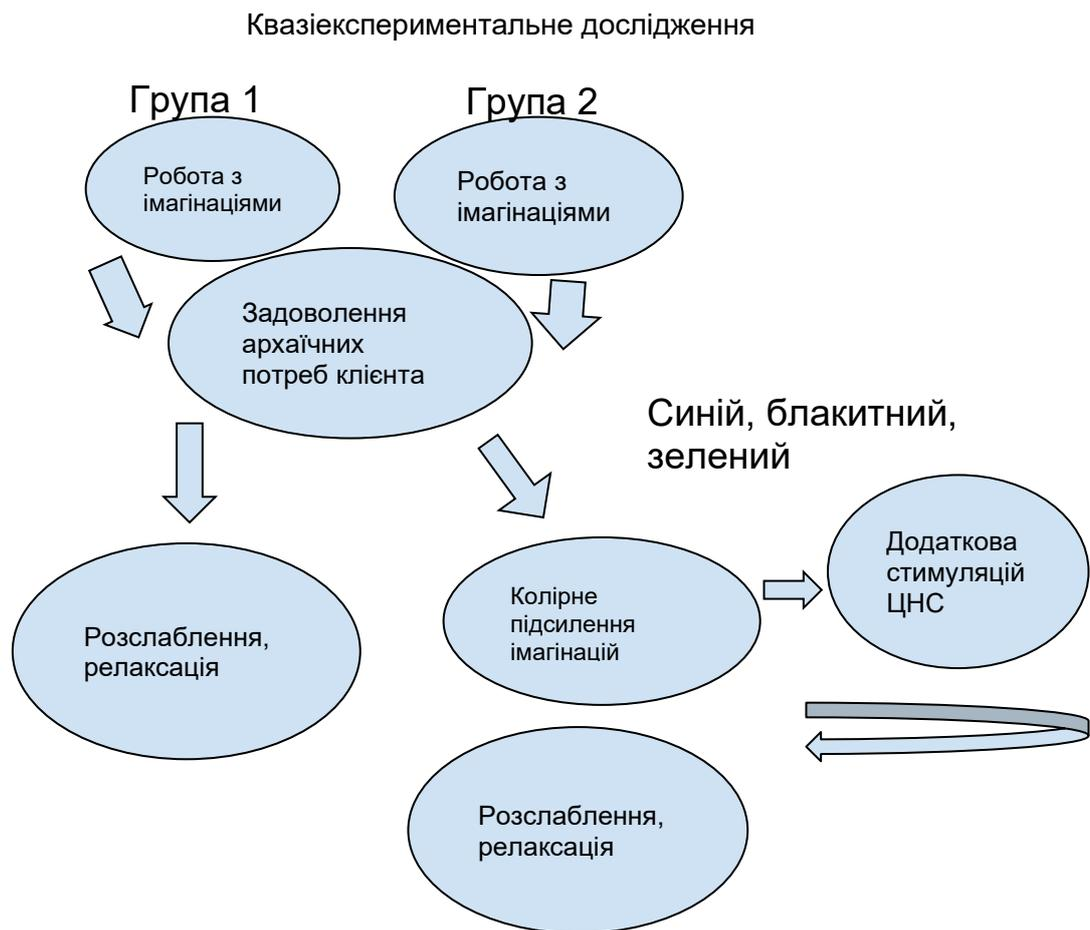 Квазіекспериментальне дослідження
Група 1
Група 2
Робота з
імагінаціями
Робота з
імагінаціями
Задоволення
архаїчних
потреб клієнта
Синій, блакитний,
зелений
Додаткова
стимуляцій
ЦНС
Колірне
підсилення
імагінацій
Розслаблення,
релаксація
Розслаблення,
релаксація